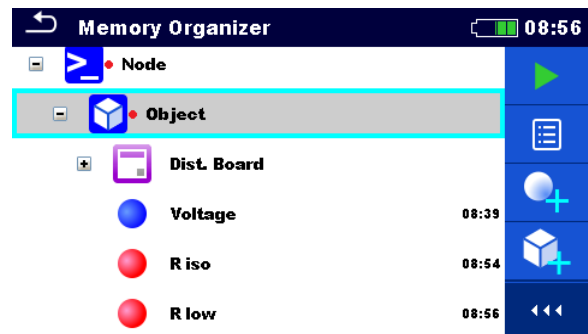 Memory Organizer 08:56
Node
Object
Dist. Board
Voltage 08:39
R iso 08:54
R low 08:56